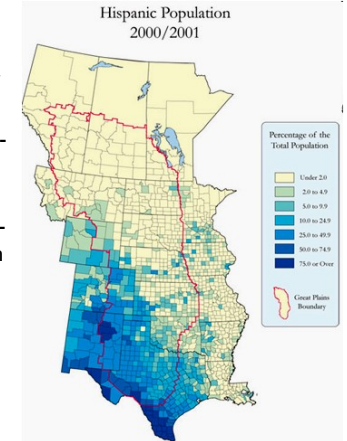 Hispanic Population
2000/2001
Percentage of the
Total Population
Under 2.0
2.0 to 4.9
5.0 to 9.9
10.0 to 24.9
25.0 to 49.9
50.0 to 74.9
75.0 or Over
Great Plains
Boundary